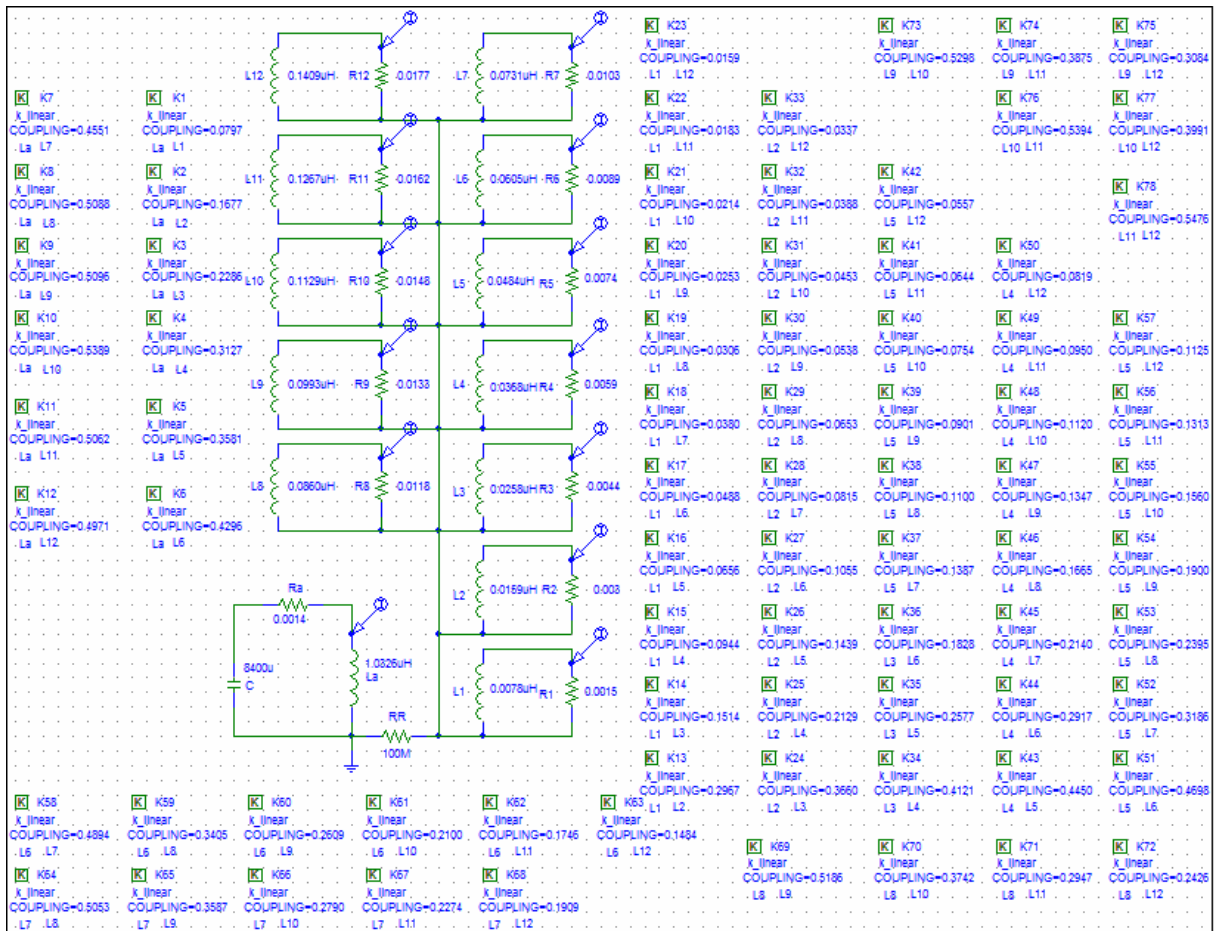 K7
k_linear
COUPLING=0.4551
La L7
K8
k_linear
COUPLING=0.5088
La L8
K9
k_linear
COUPLING=0.5096
La L9
K10
k_linear
COUPLING=0.5389
La L10
K11
k_linear
COUPLING=0.5062
La L11
K12
k_linear
COUPLING=0.4971
La L12
K1
k_linear
COUPLING=0.0797
La L1
K2
k_linear
COUPLING=0.1677
La L2
K3
k_linear
COUPLING=0.2286
La L3
K4
k_linear
COUPLING=0.3127
La L4
K5
k_linear
COUPLING=0.3581
La L5
K6
k_linear
COUPLING=0.4296
La L6
L12 0.1409uH R12 0.0177
L7 0.0731uH R7 0.0103
L11 0.1267uH R11 0.0162
L6 0.0605uH R6 0.0089
L10 0.1129uH R10 0.0148
L5 0.0484uH R5 0.0074
L9 0.0993uH R9 0.0133
L4 0.0368uH R4 0.0059
L8 0.0860uH R8 0.0118
L3 0.0258uH R3 0.0044
L2 0.0159uH R2 0.003
L1 0.0078uH R1 0.0015
Ra
0.0014
8400u
C
La
RR
100M
K23
k_linear
COUPLING=0.0159
L1 L12
K22
k_linear
COUPLING=0.0183
L1 L11
K21
k_linear
COUPLING=0.0214
L1 L10
K20
k_linear
COUPLING=0.0253
L1 L9
K19
k_linear
COUPLING=0.0306
L1 L8
K18
k_linear
COUPLING=0.0380
L1 L7
K17
k_linear
COUPLING=0.0488
L1 L6
K16
k_linear
COUPLING=0.0656
L1 L5
K15
k_linear
COUPLING=0.0944
L1 L4
K14
k_linear
COUPLING=0.1514
L1 L3
K13
k_linear
COUPLING=0.2967
L1 L2
K33
k_linear
COUPLING=0.0337
L2 L12
K32
k_linear
COUPLING=0.0388
L2 L11
K31
k_linear
COUPLING=0.0453
L2 L10
K30
k_linear
COUPLING=0.0538
L2 L9
K29
k_linear
COUPLING=0.0653
L2 L8
K28
k_linear
COUPLING=0.0815
L2 L7
K27
k_linear
COUPLING=0.1055
L2 L6
K26
k_linear
COUPLING=0.1439
L2 L5
K25
k_linear
COUPLING=0.2129
L2 L4
K24
k_linear
COUPLING=0.3660
L2 L3
K73
k_linear
COUPLING=0.5298
L9 L10
K42
k_linear
COUPLING=0.0557
L5 L12
K41
k_linear
COUPLING=0.0644
L5 L11
K40
k_linear
COUPLING=0.0754
L5 L10
K39
k_linear
COUPLING=0.0901
L5 L9
K38
k_linear
COUPLING=0.1100
L5 L8
K37
k_linear
COUPLING=0.1387
L5 L7
K36
k_linear
COUPLING=0.1828
L3 L6
K35
k_linear
COUPLING=0.2577
L3 L5
K34
k_linear
COUPLING=0.4121
L3 L4
K74
k_linear
COUPLING=0.3875
L9 L11
K76
k_linear
COUPLING=0.5394
L10 L11
K50
k_linear
COUPLING=0.0819
L4 L12
K49
k_linear
COUPLING=0.0950
L4 L11
K48
k_linear
COUPLING=0.1120
L4 L10
K47
k_linear
COUPLING=0.1347
L4 L9
K46
k_linear
COUPLING=0.1665
L4 L8
K45
k_linear
COUPLING=0.2140
L4 L7
K44
k_linear
COUPLING=0.2917
L4 L6
K43
k_linear
COUPLING=0.4450
L4 L5
K75
k_linear
COUPLING=0.3084
L9 L12
K77
k_linear
COUPLING=0.3991
L10 L12
K78
k_linear
COUPLING=0.5476
L11 L12
K57
k_linear
COUPLING=0.1125
L5 L12
K56
k_linear
COUPLING=0.1313
L5 L11
K55
k_linear
COUPLING=0.1560
L5 L10
K54
k_linear
COUPLING=0.1900
L5 L9
K53
k_linear
COUPLING=0.2395
L5 L8
K52
k_linear
COUPLING=0.3186
L5 L7
K51
k_linear
COUPLING=0.4698
L5 L6
K58
k_linear
COUPLING=0.4894
L6 L7
K59
k_linear
COUPLING=0.3405
L6 L8
K60
k_linear
COUPLING=0.2609
L6 L9
K61
k_linear
COUPLING=0.2100
L6 L10
K62
k_linear
COUPLING=0.1746
L6 L11
K63
k_linear
COUPLING=0.1484
L6 L12
K64
k_linear
COUPLING=0.5053
L7 L8
K65
k_linear
COUPLING=0.3587
L7 L9
K66
k_linear
COUPLING=0.2790
L7 L10
K67
k_linear
COUPLING=0.2274
L7 L11
K68
k_linear
COUPLING=0.1909
L7 L12
K69
k_linear
COUPLING=0.5186
L8 L9
K70
k_linear
COUPLING=0.3742
L8 L10
K71
k_linear
COUPLING=0.2947
L8 L11
K72
k_linear
COUPLING=0.2426
L8 L12